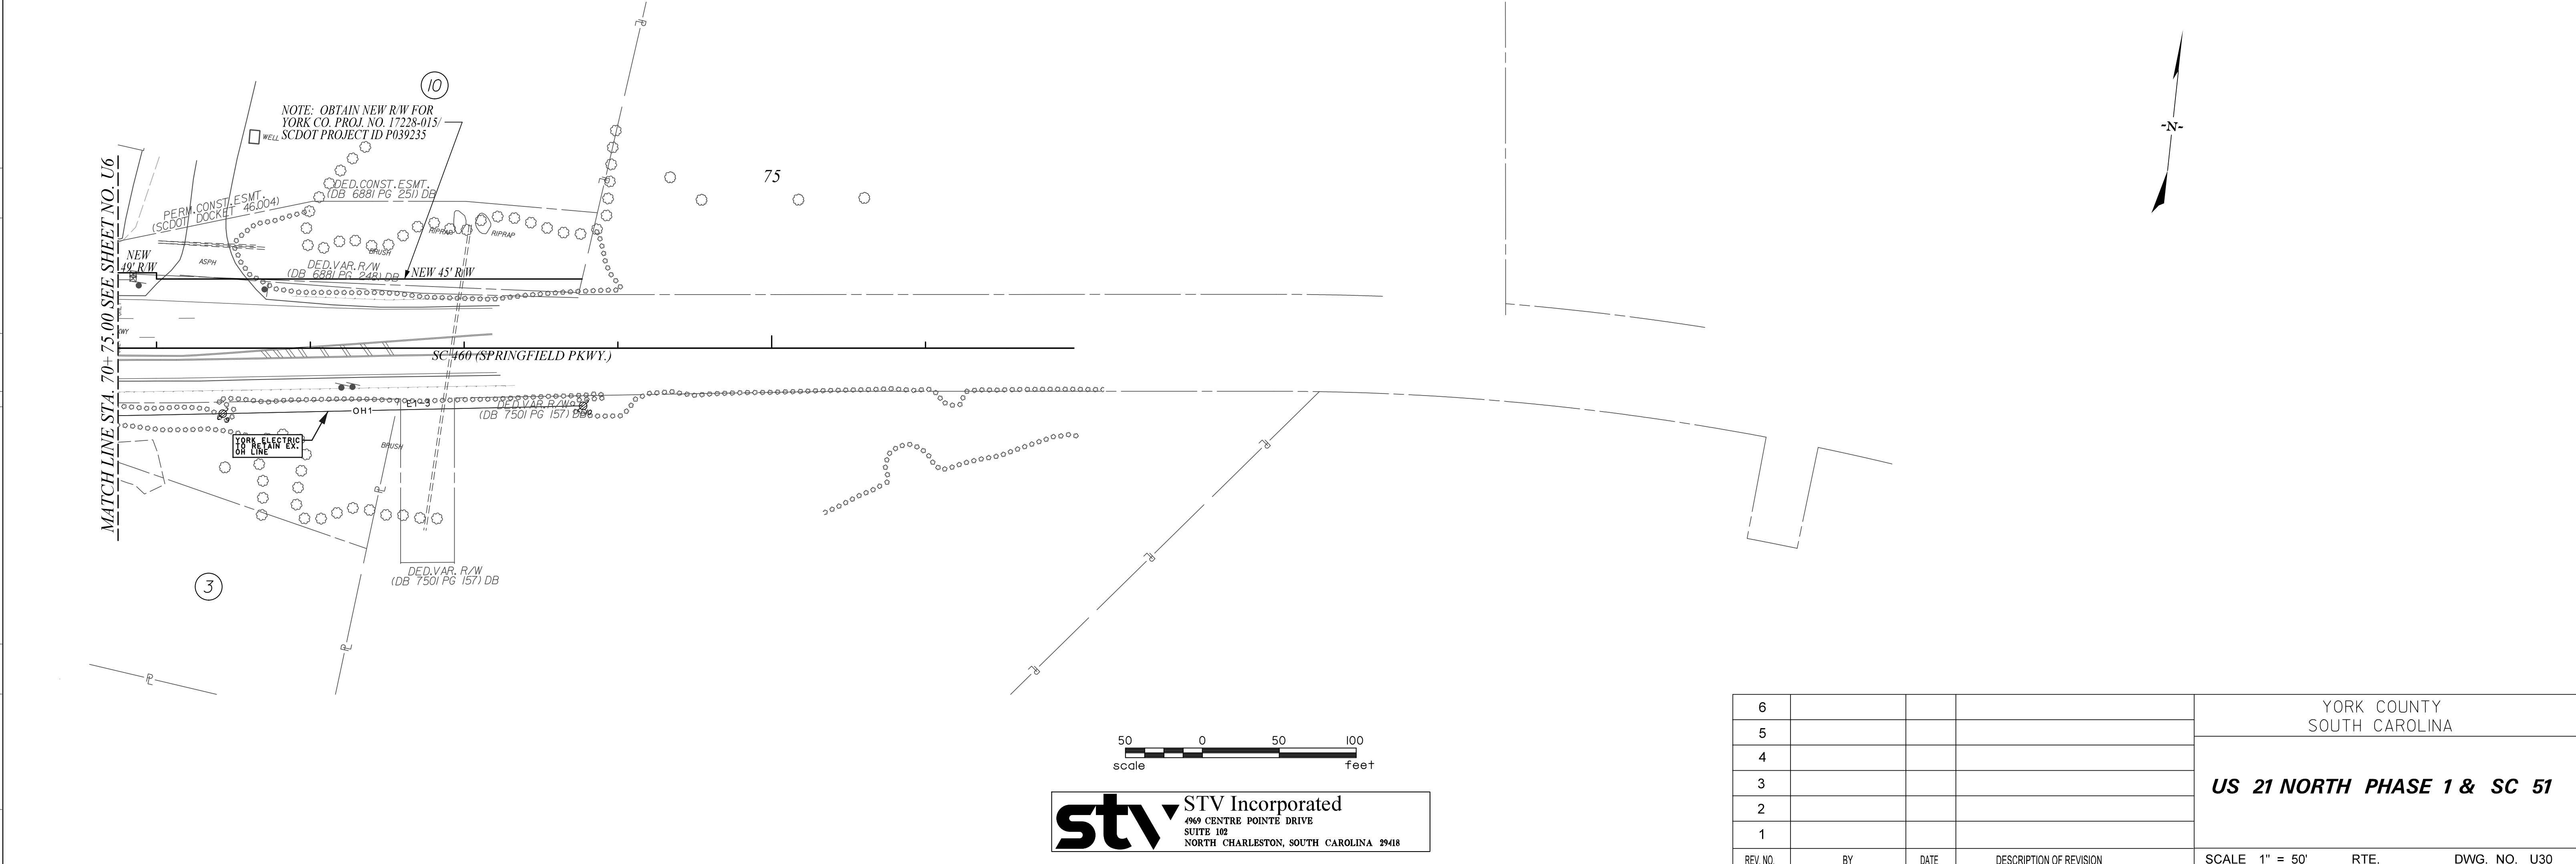 10
NOTE: OBTAIN NEW R/W FOR
YORK CO. PROJ. NO. 17228-015/
SCDOT PROJECT ID P039235
WELL
75
-N-
MATCH LINE STA. 70+75.00 SEE SHEET NO. U6
PERM.CONST.ESMT.
(SCDOT DOCKET 46.004)
DED.CONST.ESMT.
(DB 6881 PG 251) DB
RIPRAP
RIPRAP
BRUSH
NEW
49' R/W
ASPH
DED.VAR.R/W
(DB 6881 PG 248) DB
NEW 45' R/W
SC 460 (SPRINGFIELD PKWY.)
OH1
E1-3
DED.VAR.R/W
(DB 7501 PG 157) DB
YORK ELECTRIC
TO RETAIN EX.
OH LINE
BRUSH
DED.VAR. R/W
(DB 7501 PG 157) DB
3
50 0 50 100
scale feet
stv
STV Incorporated
4969 CENTRE POINTE DRIVE
SUITE 102
NORTH CHARLESTON, SOUTH CAROLINA 29418
6
5
4
3
2
1
REV. NO. BY DATE DESCRIPTION OF REVISION
YORK COUNTY
SOUTH CAROLINA
US 21 NORTH PHASE 1 & SC 51
SCALE 1" = 50' RTE. DWG. NO. U30